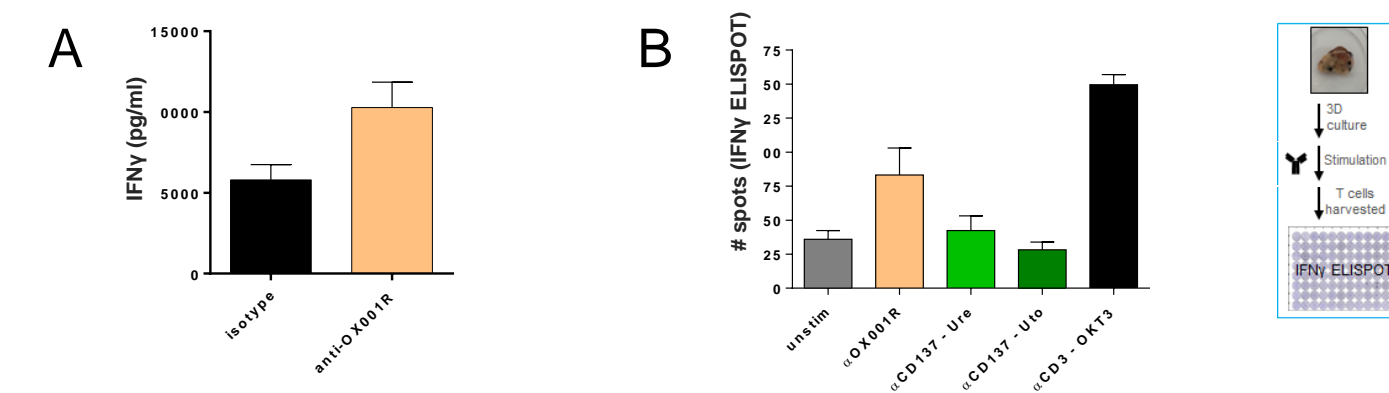 A
IFNγ (pg/ml)
15000
0000
5000
0
isotype
anti-OX001R
B
# spots (IFNγ ELISPOT)
75
50
25
00
75
50
25
0
unstim
αOX001R
αCD137 - Ure
αCD137 - Uto
αCD3 - OKT3
3D
culture
Stimulation
T cells
harvested
IFNγ ELISPOT